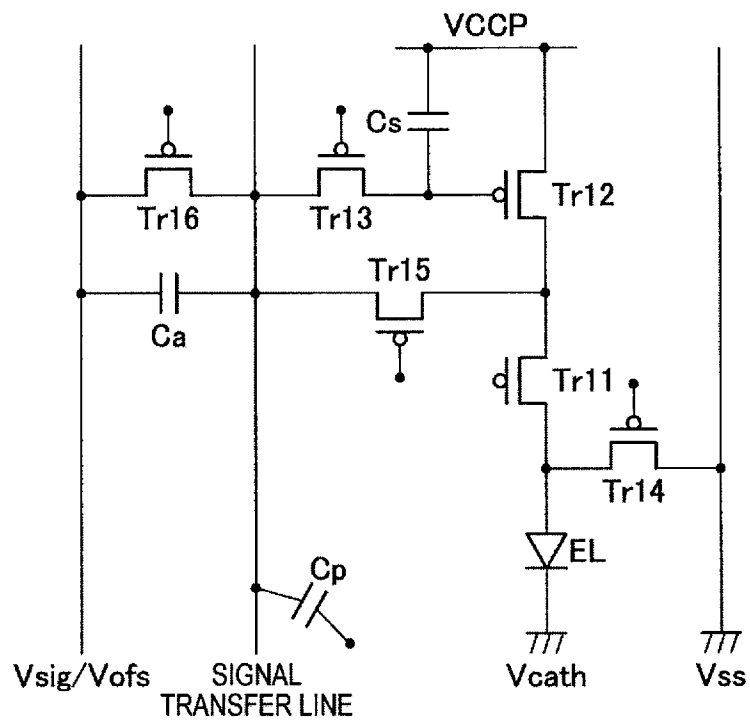 VCCP
Cs
Tr16
Tr13
Tr12
Tr15
Ca
Tr11
Tr14
EL
Cp
Vsig/Vofs
SIGNAL
TRANSFER LINE
Vcath
Vss